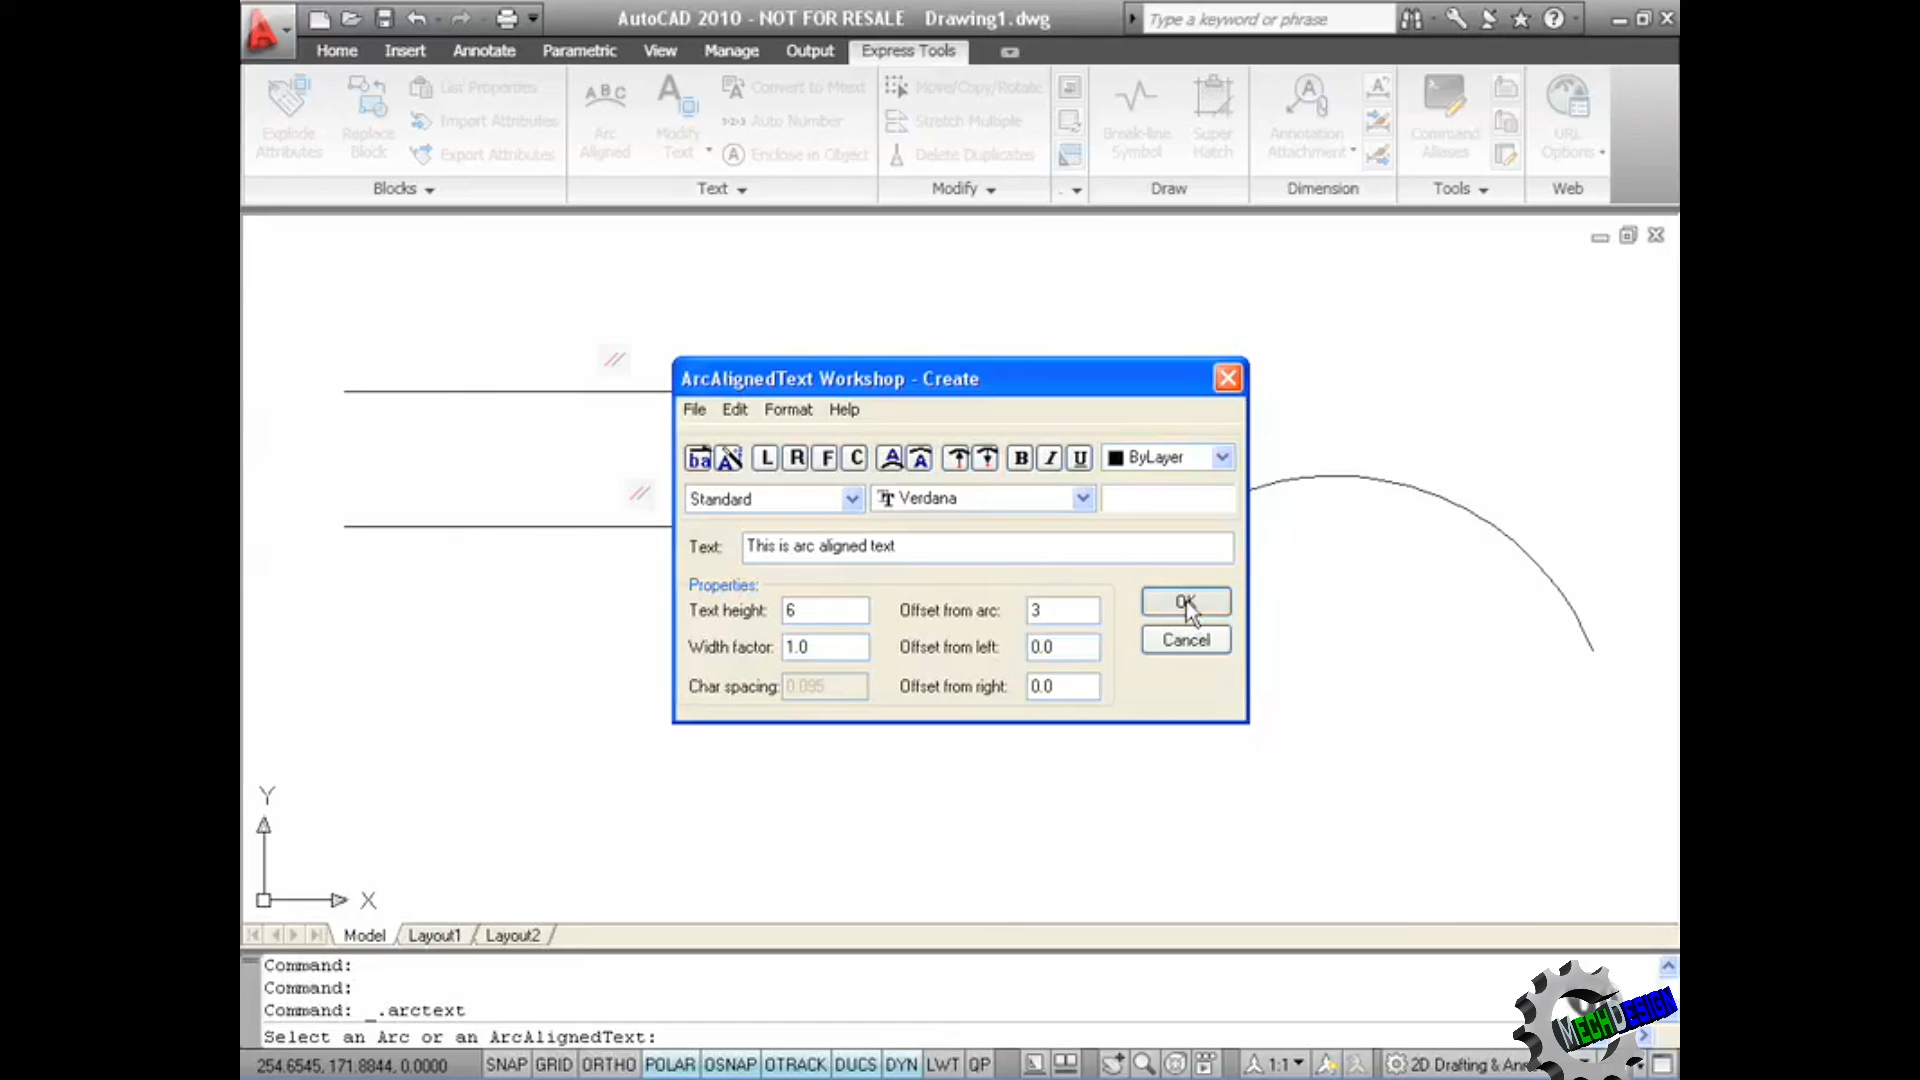 AutoCAD 2010 - NOT FOR RESALE Drawing1.dwg
Type a keyword or phrase
Home Insert Annotate Parametric View Manage Output Express Tools
Explode Attributes
Replace Block
List Properties
Import Attributes
Export Attributes
ABC
Arc Aligned
Modify Text
Convert to Mtext
Auto Number
Enclose in Object
Move/Copy/Rotate
Stretch Multiple
Delete Duplicates
Break-line Symbol
Super Hatch
Annotation Attachment
Command Aliases
URL Options
Blocks Text Modify Draw Dimension Tools Web
ArcAlignedText Workshop - Create
File Edit Format Help
ba A L R F C A A B I U ByLayer
Standard Verdana
Text: This is arc aligned text
Properties:
Text height: 6 Offset from arc: 3 OK
Width factor: 1.0 Offset from left: 0.0 Cancel
Char spacing: 0.095 Offset from right: 0.0
Y
X
Model Layout1 Layout2
Command:
Command:
Command: _.arctext
Select an Arc or an ArcAlignedText:
MECHDESIGN
254.6545, 171.8844, 0.0000 SNAP GRID ORTHO POLAR OSNAP OTRACK DUCS DYN LWT QP 1:1 2D Drafting & Ann